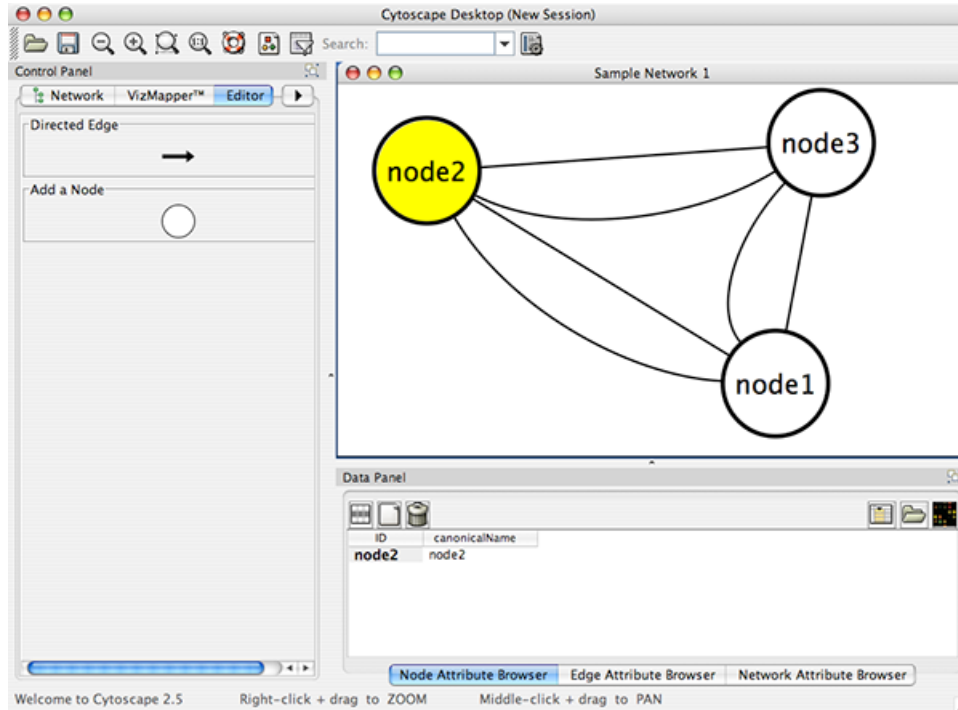 Cytoscape Desktop (New Session)
Search:
Control Panel
Network VizMapper™ Editor
Directed Edge
Add a Node
Sample Network 1
node2
node3
node1
Data Panel
ID canonicalName
node2 node2
Node Attribute Browser Edge Attribute Browser Network Attribute Browser
Welcome to Cytoscape 2.5 Right-click + drag to ZOOM Middle-click + drag to PAN